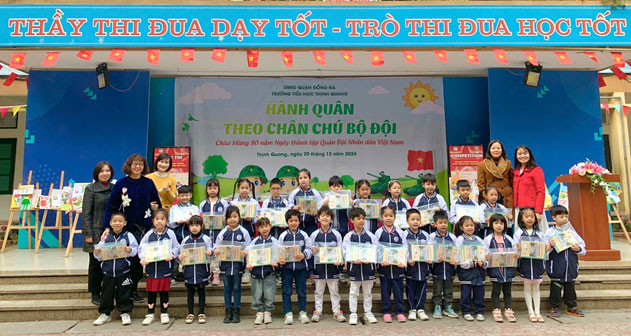 THẦY THI ĐUA DẠY TỐT - TRÒ THI ĐUA HỌC TỐT
UBND QUẬN ĐỐNG ĐA
TRƯỜNG TIỂU HỌC THỊNH QUANG
HÀNH QUÂN
THEO CHÂN CHÚ BỘ ĐỘI
Chào Mừng 80 năm Ngày thành lập Quân Đội Nhân dân Việt Nam
Thịnh Quang, ngày 20 tháng 12 năm 2024
COMPETITION